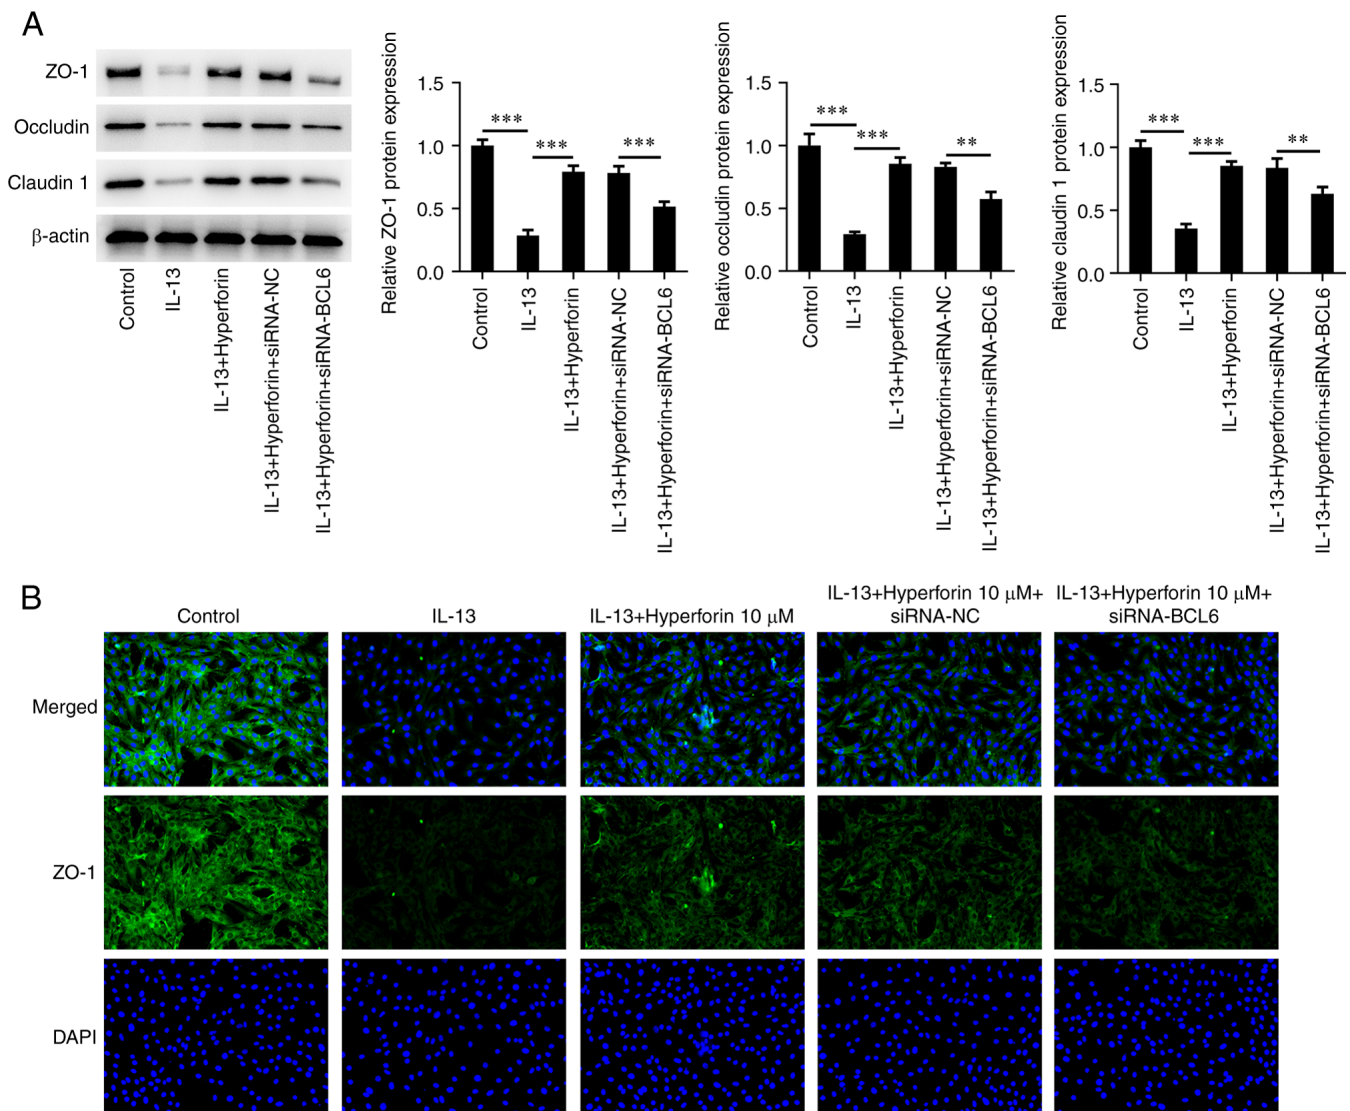 A
ZO-1
Occludin
Claudin 1
β-actin
Control
IL-13
IL-13+Hyperforin
IL-13+Hyperforin+siRNA-NC
IL-13+Hyperforin+siRNA-BCL6
Relative ZO-1 protein expression
1.5
1.0
0.5
0.0
***
***
***
Control
IL-13
IL-13+Hyperforin
IL-13+Hyperforin+siRNA-NC
IL-13+Hyperforin+siRNA-BCL6
Relative occludin protein expression
1.5
1.0
0.5
0.0
***
***
**
Control
IL-13
IL-13+Hyperforin
IL-13+Hyperforin+siRNA-NC
IL-13+Hyperforin+siRNA-BCL6
Relative claudin 1 protein expression
1.5
1.0
0.5
0.0
***
***
**
Control
IL-13
IL-13+Hyperforin
IL-13+Hyperforin+siRNA-NC
IL-13+Hyperforin+siRNA-BCL6
B
Control
IL-13
IL-13+Hyperforin 10 μM
IL-13+Hyperforin 10 μM+
siRNA-NC
IL-13+Hyperforin 10 μM+
siRNA-BCL6
Merged
ZO-1
DAPI